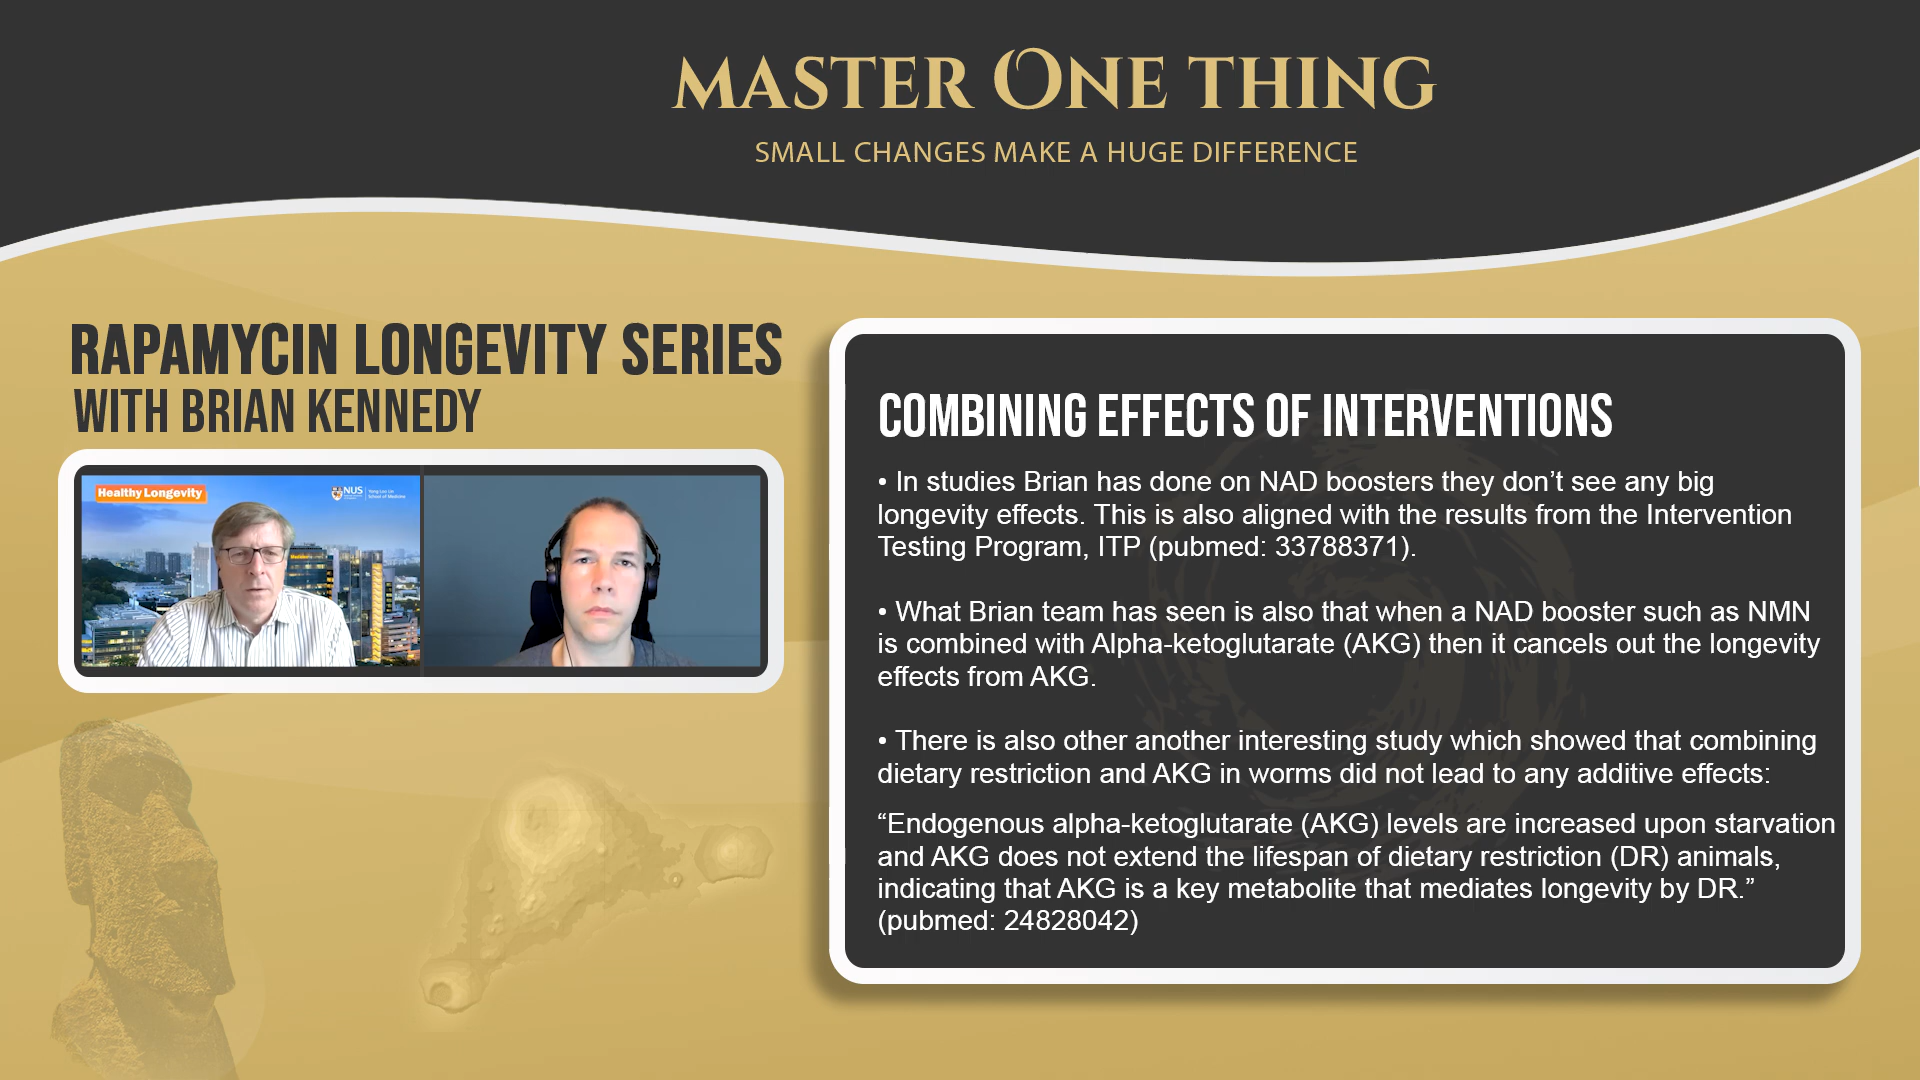 MASTER ONE THING
SMALL CHANGES MAKE A HUGE DIFFERENCE
RAPAMYCIN LONGEVITY SERIES
WITH BRIAN KENNEDY
Healthy Longevity
NUS
Yong Loo Lin
School of Medicine
COMBINING EFFECTS OF INTERVENTIONS
• In studies Brian has done on NAD boosters they don’t see any big
longevity effects. This is also aligned with the results from the Intervention
Testing Program, ITP (pubmed: 33788371).
• What Brian team has seen is also that when a NAD booster such as NMN
is combined with Alpha-ketoglutarate (AKG) then it cancels out the longevity
effects from AKG.
• There is also other another interesting study which showed that combining
dietary restriction and AKG in worms did not lead to any additive effects:
“Endogenous alpha-ketoglutarate (AKG) levels are increased upon starvation
and AKG does not extend the lifespan of dietary restriction (DR) animals,
indicating that AKG is a key metabolite that mediates longevity by DR.”
(pubmed: 24828042)